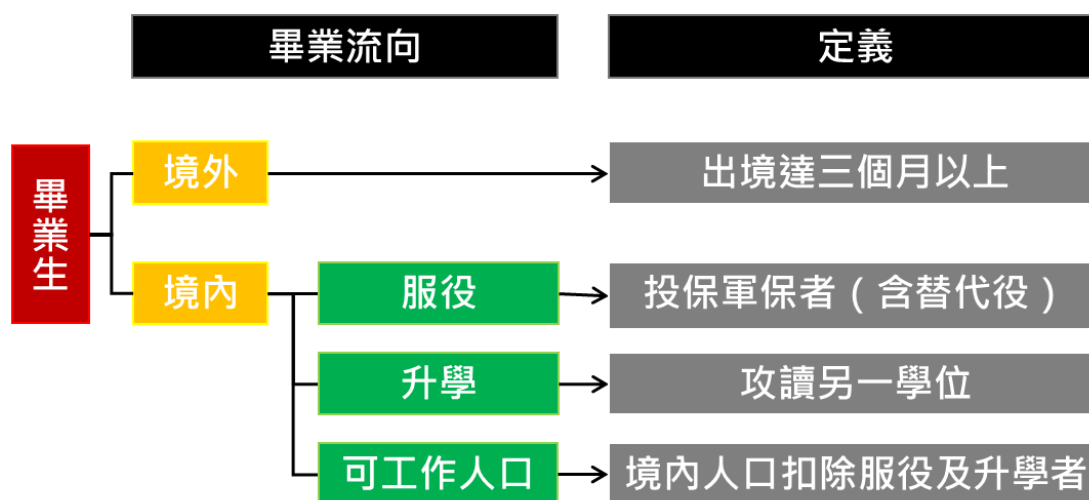 畢業流向
定義
畢業生
境外
出境達三個月以上
境內
服役
投保軍保者（含替代役）
升學
攻讀另一學位
可工作人口
境內人口扣除服役及升學者